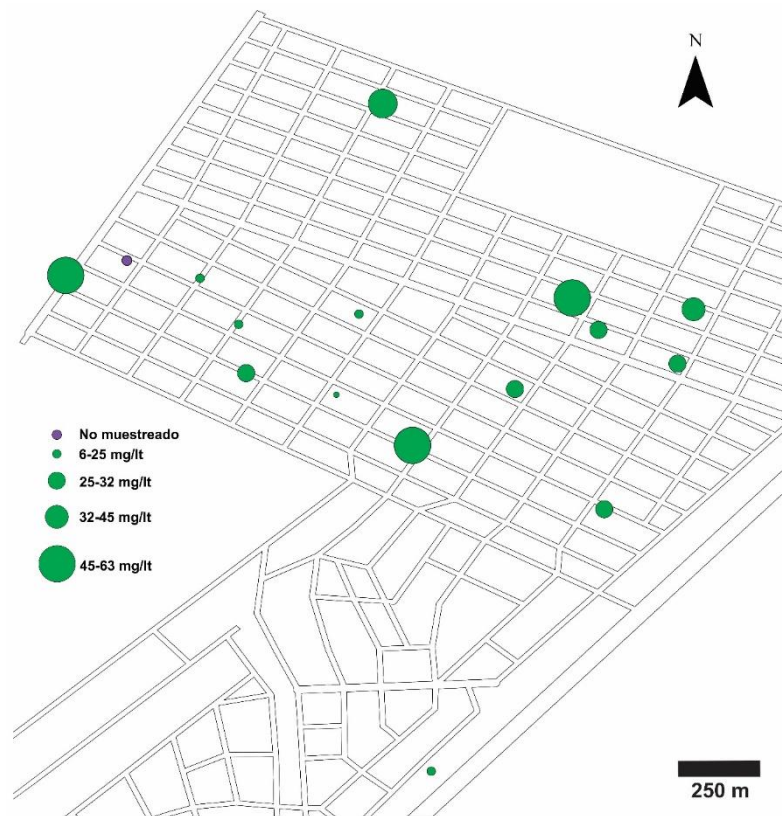 N
No muestreado
6-25 mg/lt
25-32 mg/lt
32-45 mg/lt
45-63 mg/lt
250 m